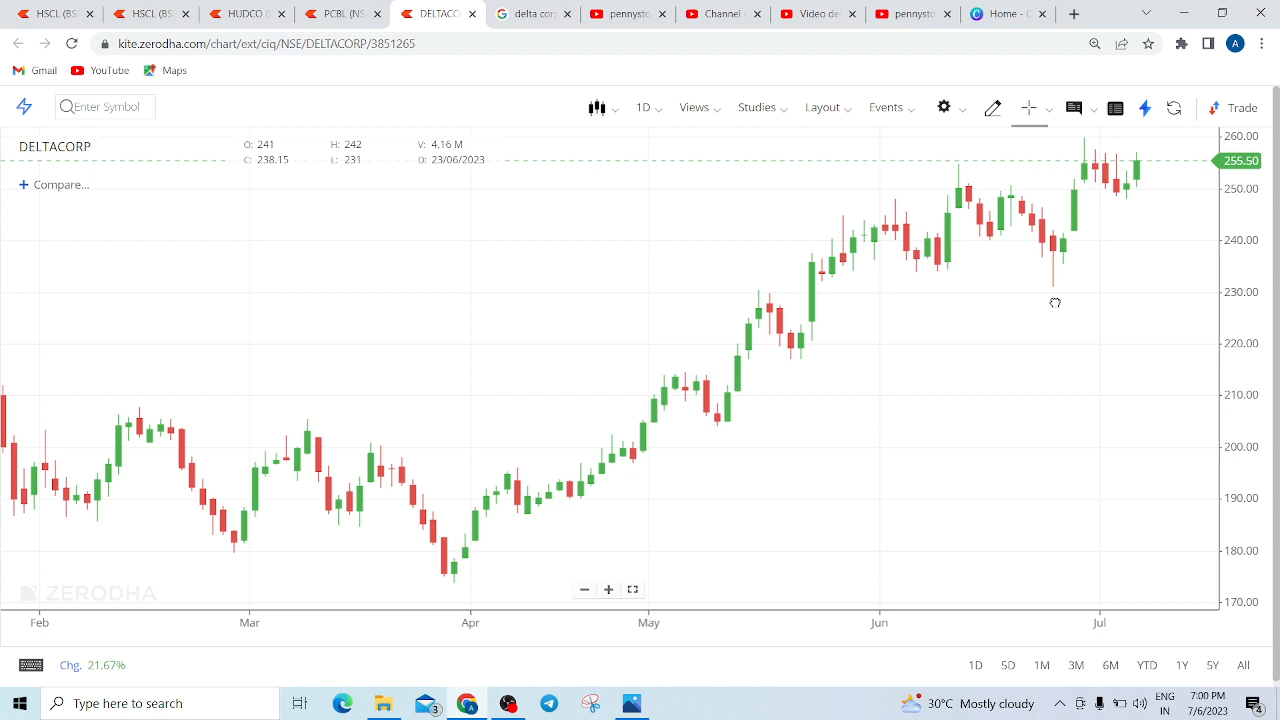 HSCL (BS HSCL (BSE HUDCO (N PCBL (NSE DELTACO delta corp pennysto Channel c Video det pennysto Home - C
kite.zerodha.com/chart/ext/ciq/NSE/DELTACORP/3851265
A
Gmail YouTube Maps
Enter Symbol 1D Views Studies Layout Events Trade
DELTACORP O: 241 H: 242 V: 4.16 M
C: 238.15 L: 231 D: 23/06/2023
+ Compare...
260.00
255.50
250.00
240.00
230.00
220.00
210.00
200.00
190.00
180.00
170.00
ZERODHA
Feb Mar Apr May Jun Jul
Chg. 21.67% 1D 5D 1M 3M 6M YTD 1Y 5Y All
Type here to search 3 A 30°C Mostly cloudy ENG 7:00 PM
IN 7/6/2023 4